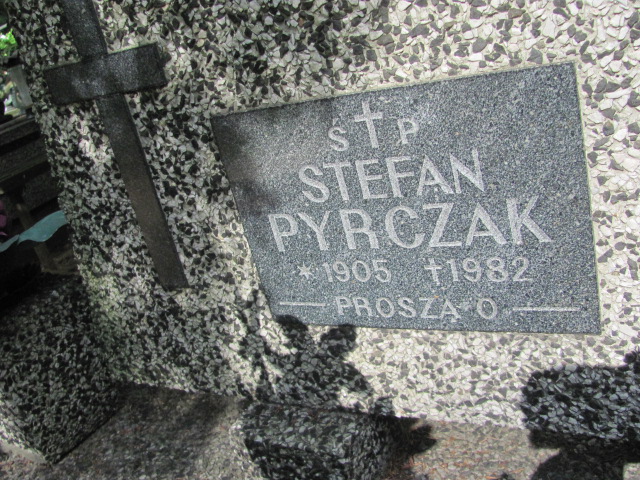 S † P
STEFAN
PYRCZAK
*1905 †1982
PROSZĄ O